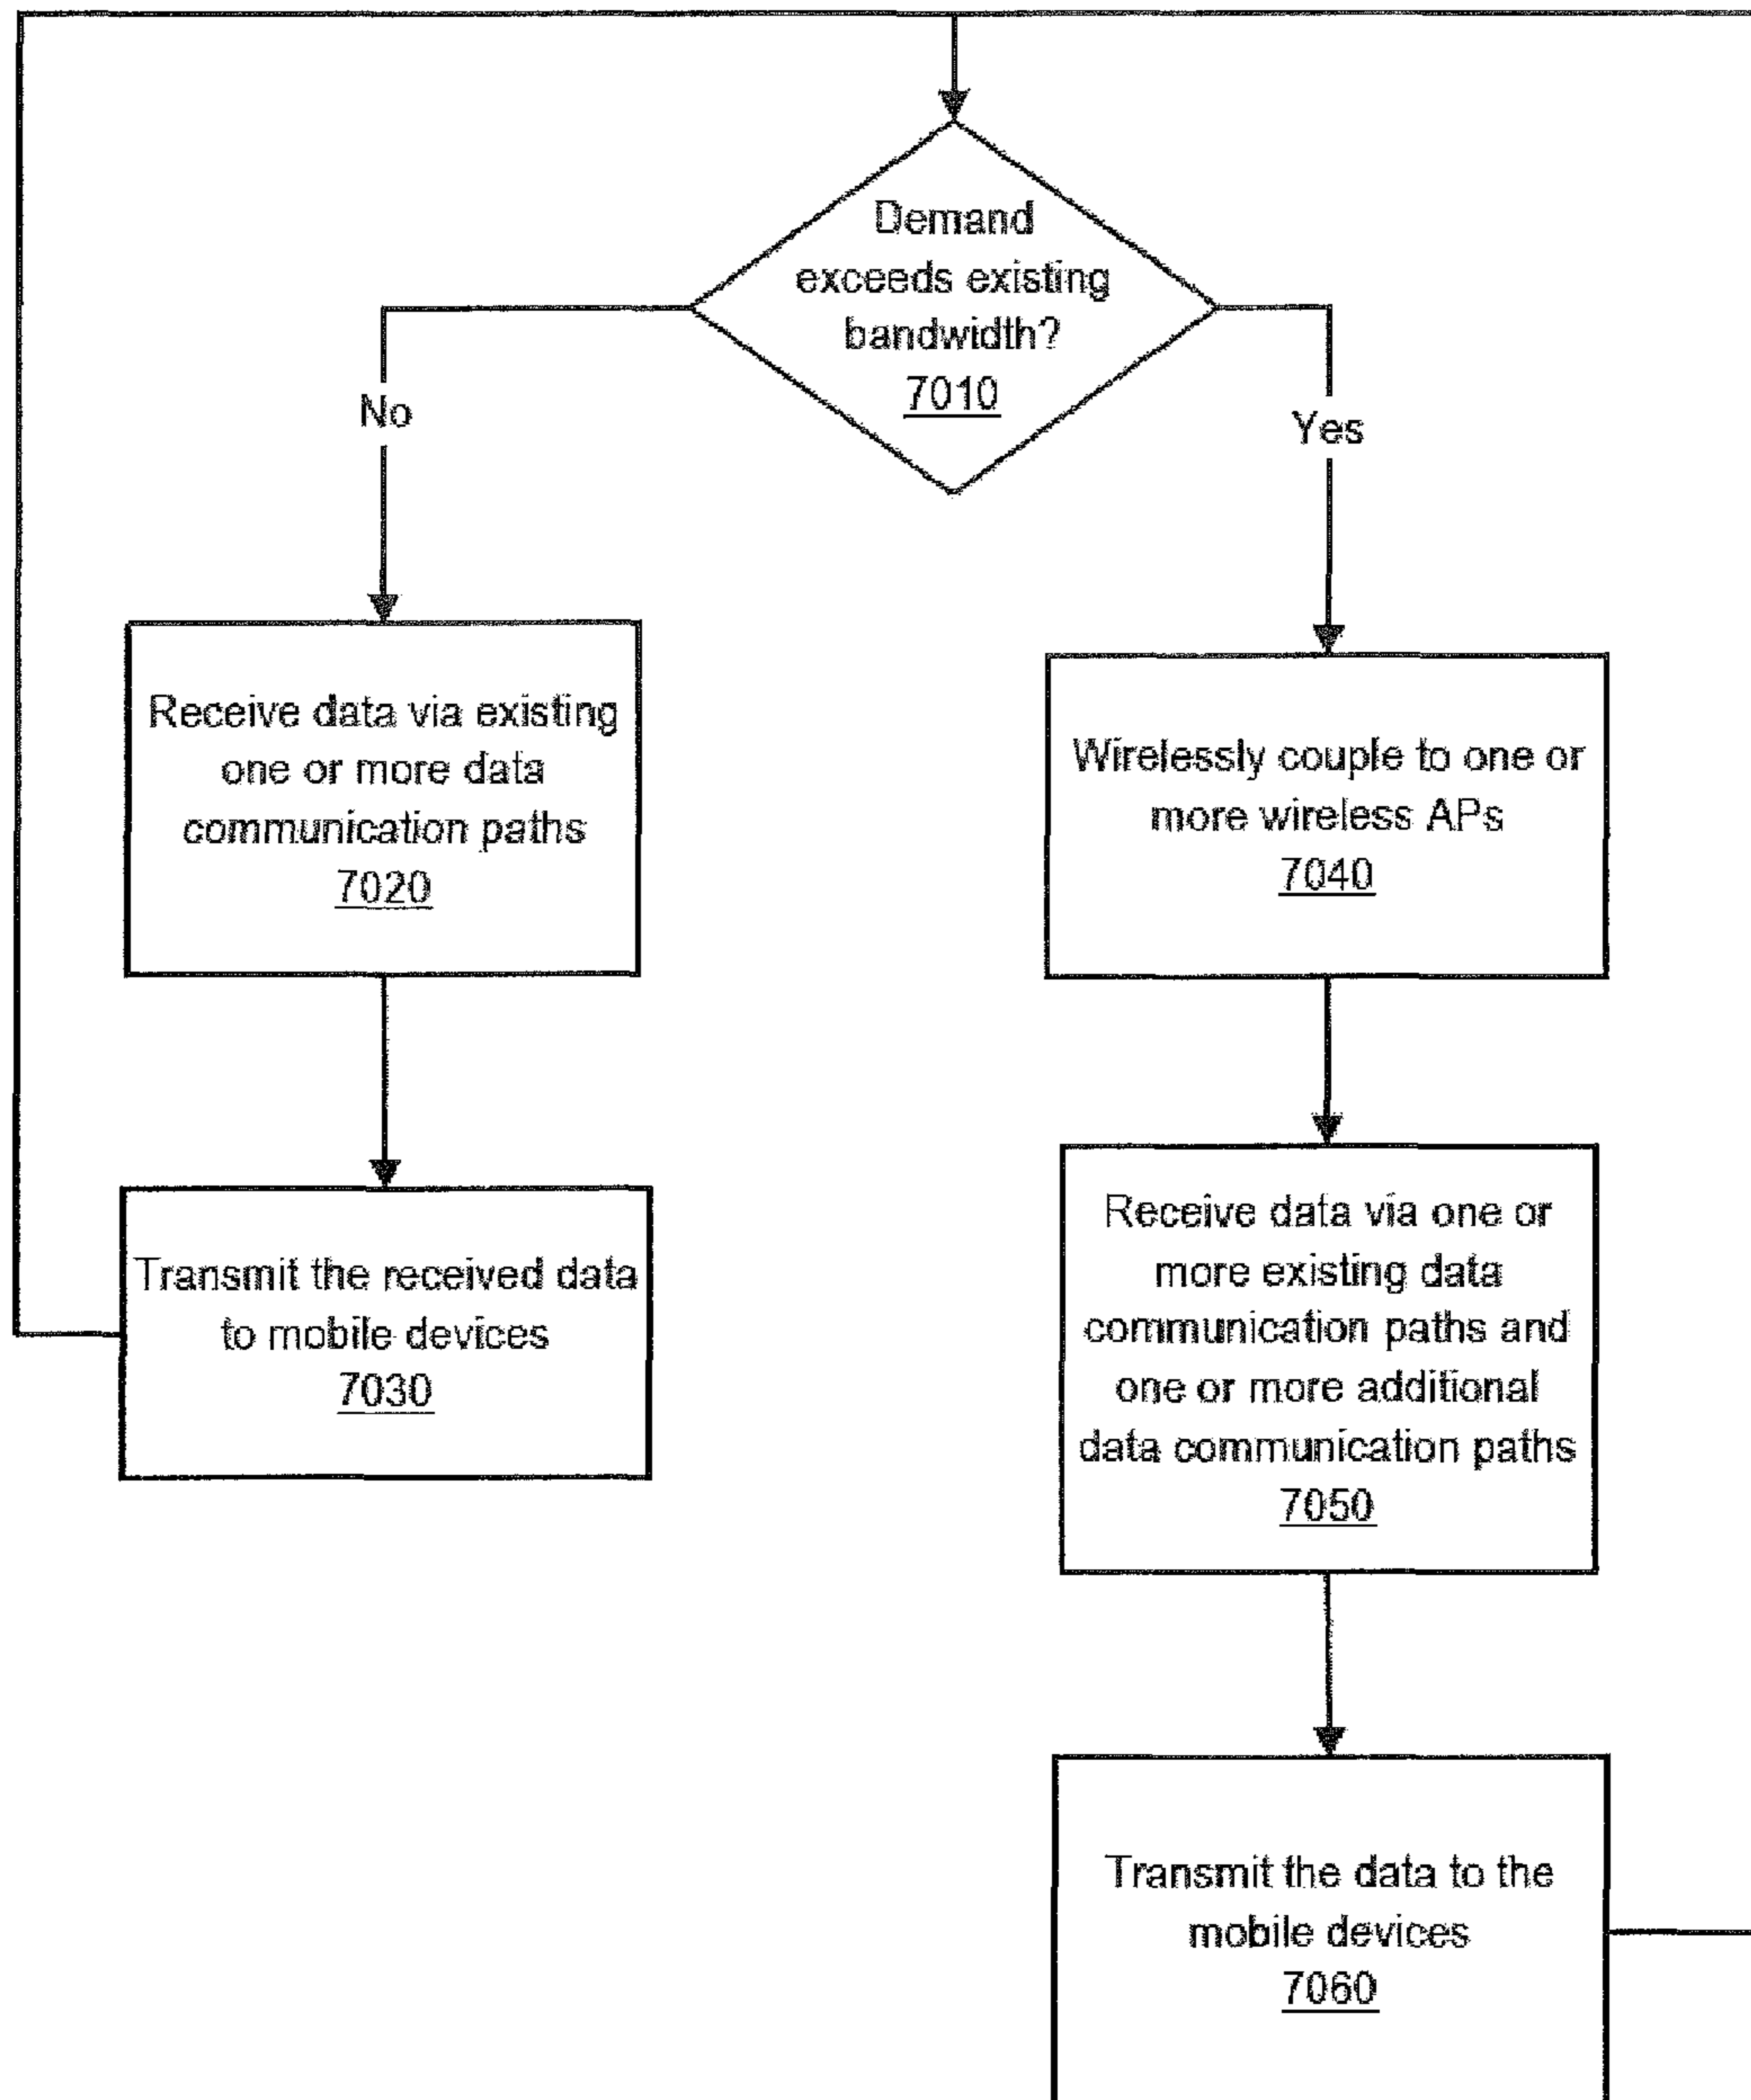 Demand
exceeds existing
bandwidth?
7010
No
Yes
Receive data via existing
one or more data
communication paths
7020
Wirelessly couple to one or
more wireless APs
7040
Transmit the received data
to mobile devices
7030
Receive data via one or
more existing data
communication paths and
one or more additional
data communication paths
7050
Transmit the data to the
mobile devices
7060